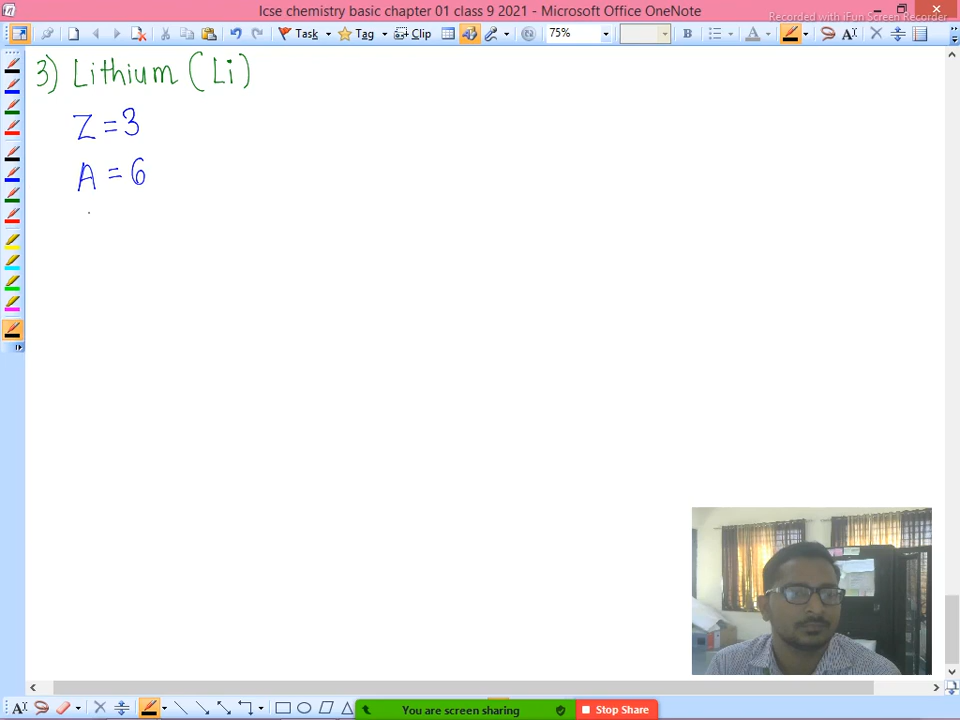 Icse chemistry basic chapter 01 class 9 2021 - Microsoft Office OneNote
Recorded with iFun Screen Recorder
Task
Tag
Clip
75%
B
A
A
3) Lithium (Li)
Z = 3
A = 6
A
You are screen sharing
Stop Share